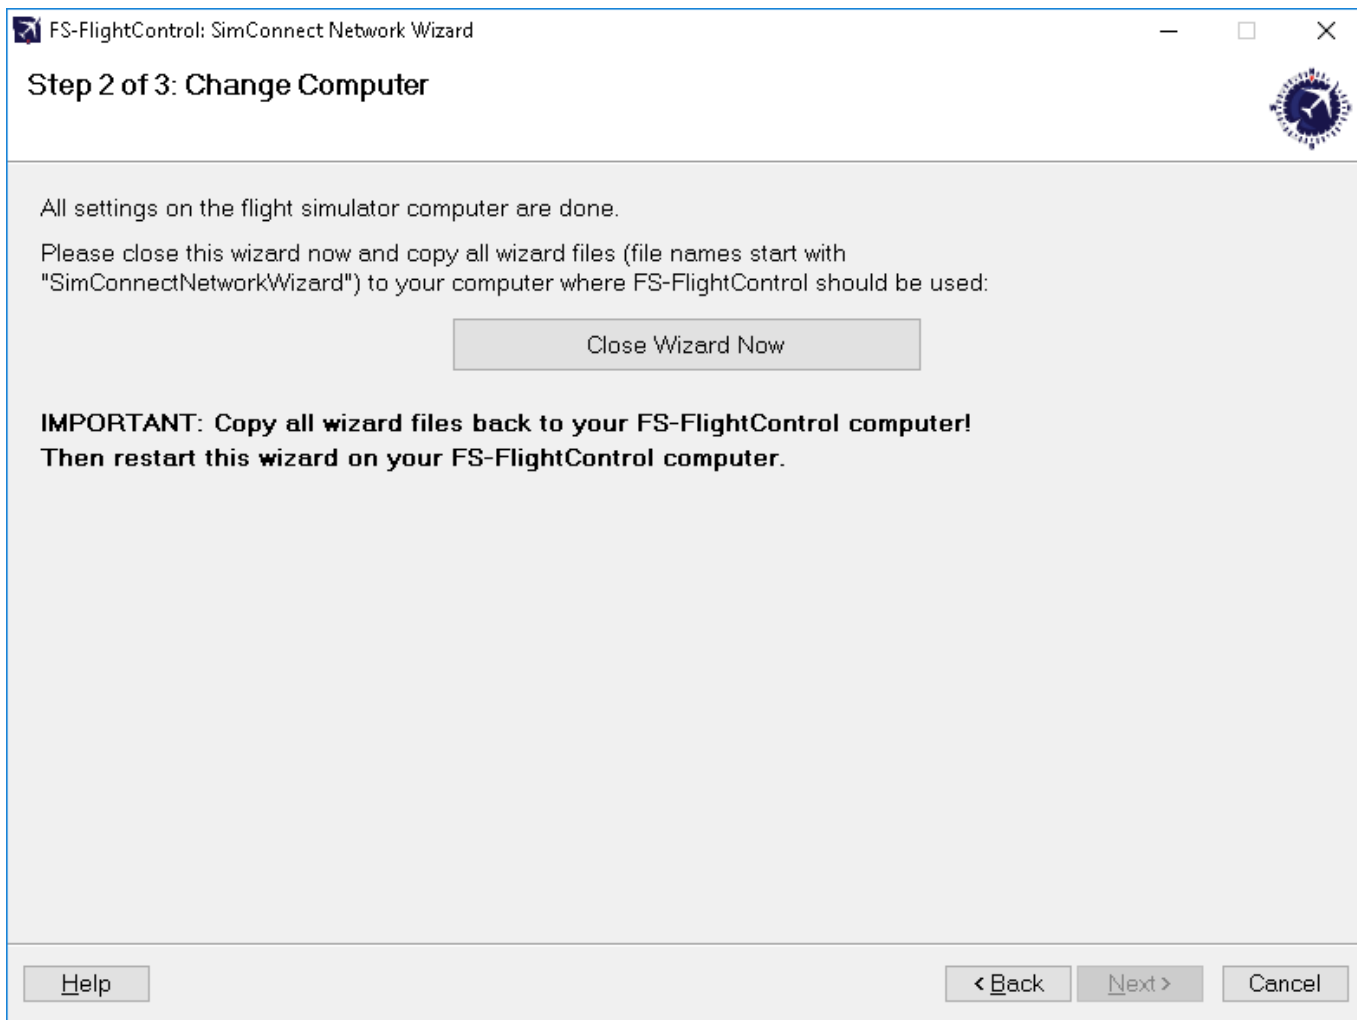 FS-FlightControl: SimConnect Network Wizard
Step 2 of 3: Change Computer
All settings on the flight simulator computer are done.
Please close this wizard now and copy all wizard files (file names start with
"SimConnectNetworkWizard") to your computer where FS-FlightControl should be used:
Close Wizard Now
IMPORTANT: Copy all wizard files back to your FS-FlightControl computer!
Then restart this wizard on your FS-FlightControl computer.
Help
< Back
Next >
Cancel